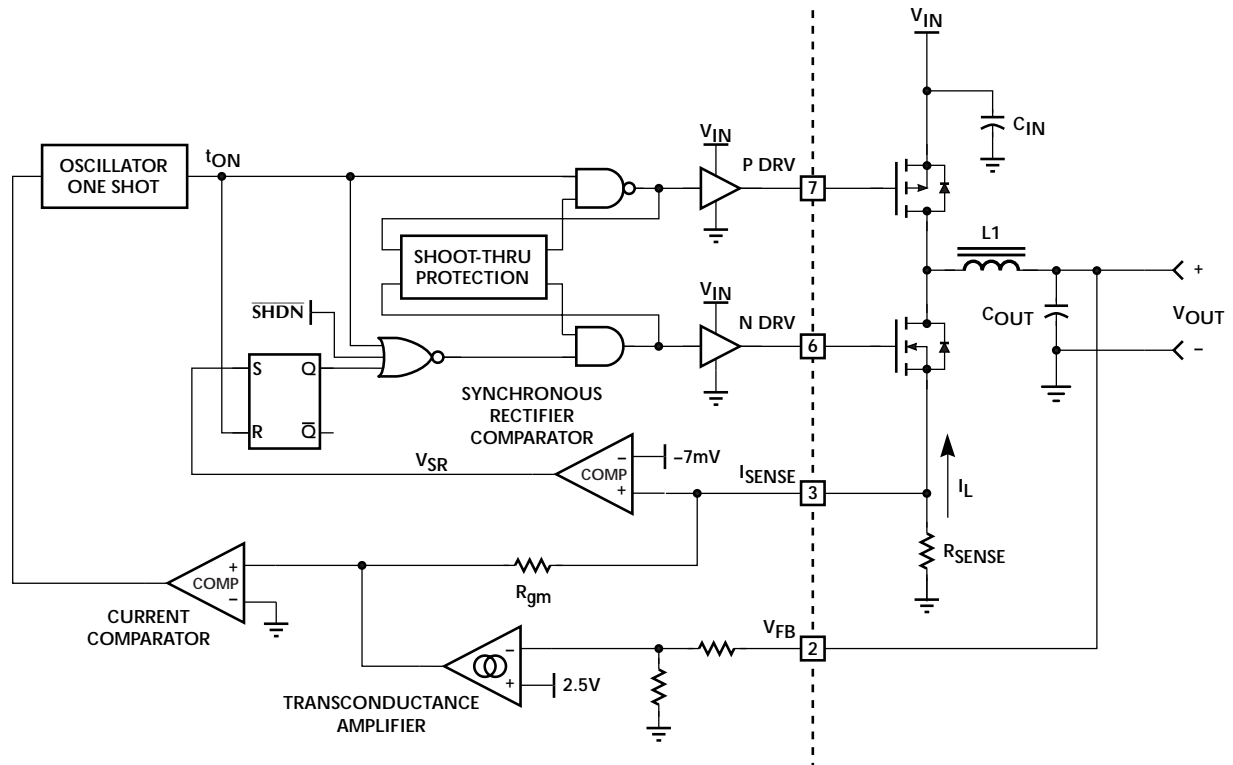 VIN
CIN
OSCILLATOR
ONE SHOT
tON
VIN
P DRV
7
SHOOT-THRU
PROTECTION
L1
+
VOUT
−
COUT
SHDN
VIN
N DRV
6
S
Q
R
Q
SYNCHRONOUS
RECTIFIER
COMPARATOR
VSR
COMP
−
+
−7mV
ISENSE
3
IL
RSENSE
COMP
+
−
CURRENT
COMPARATOR
Rgm
VFB
2
−
+
2.5V
TRANSCONDUCTANCE
AMPLIFIER